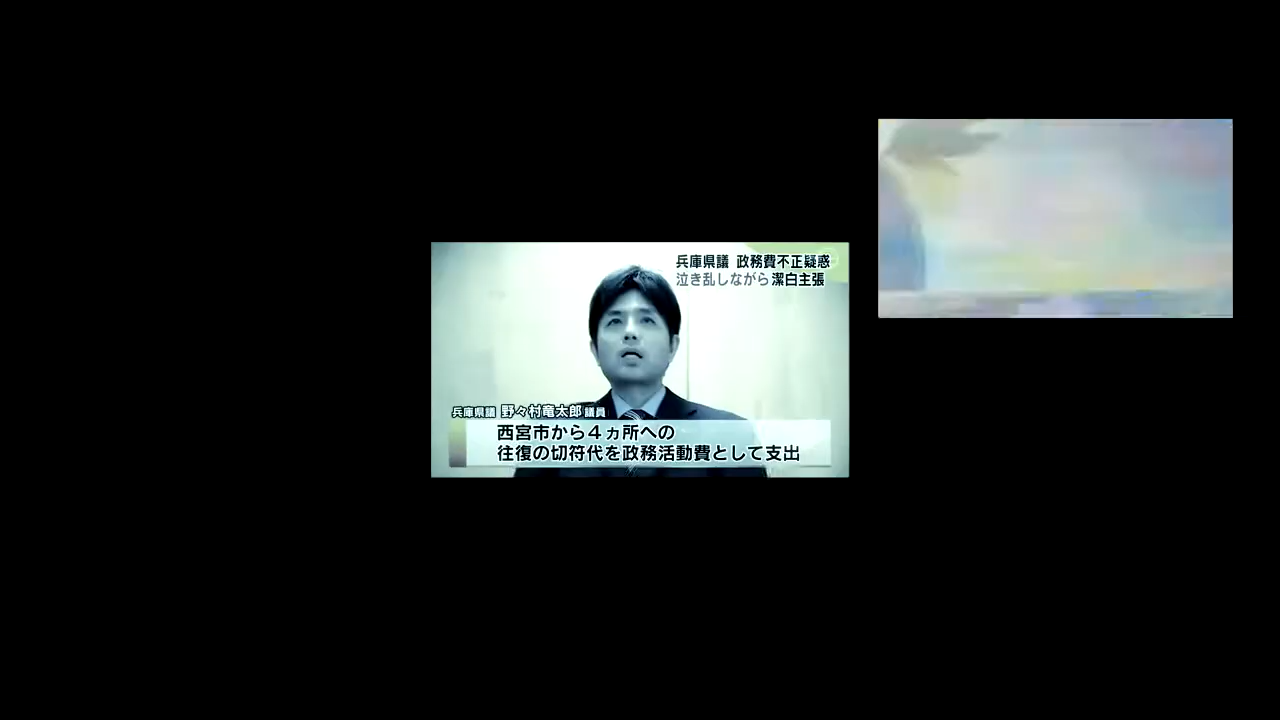 兵庫県議 政務費不正疑惑
泣き乱しながら潔白主張
兵庫県議 野々村竜太郎 議員
西宮市から4ヵ所への
往復の切符代を政務活動費として支出